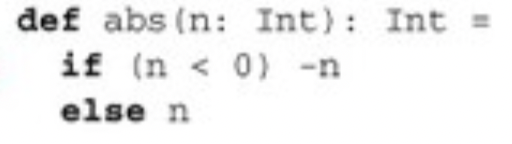 def abs(n: Int): Int =
if (n < 0) -n
else n